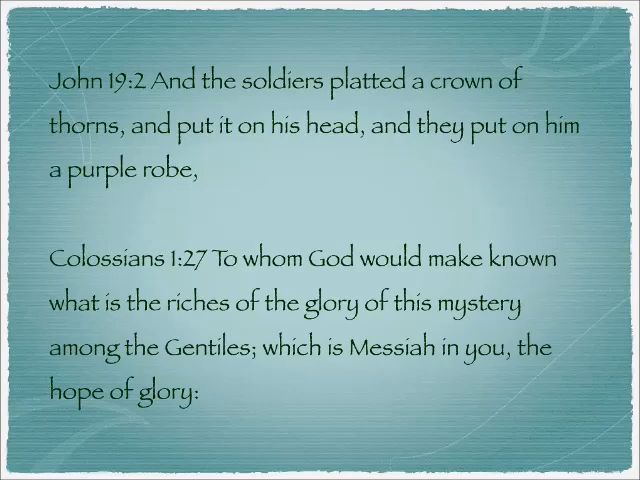 John 19:2 And the soldiers platted a crown of
thorns, and put it on his head, and they put on him
a purple robe,
Colossians 1:27 To whom God would make known
what is the riches of the glory of this mystery
among the Gentiles; which is Messiah in you, the
hope of glory: